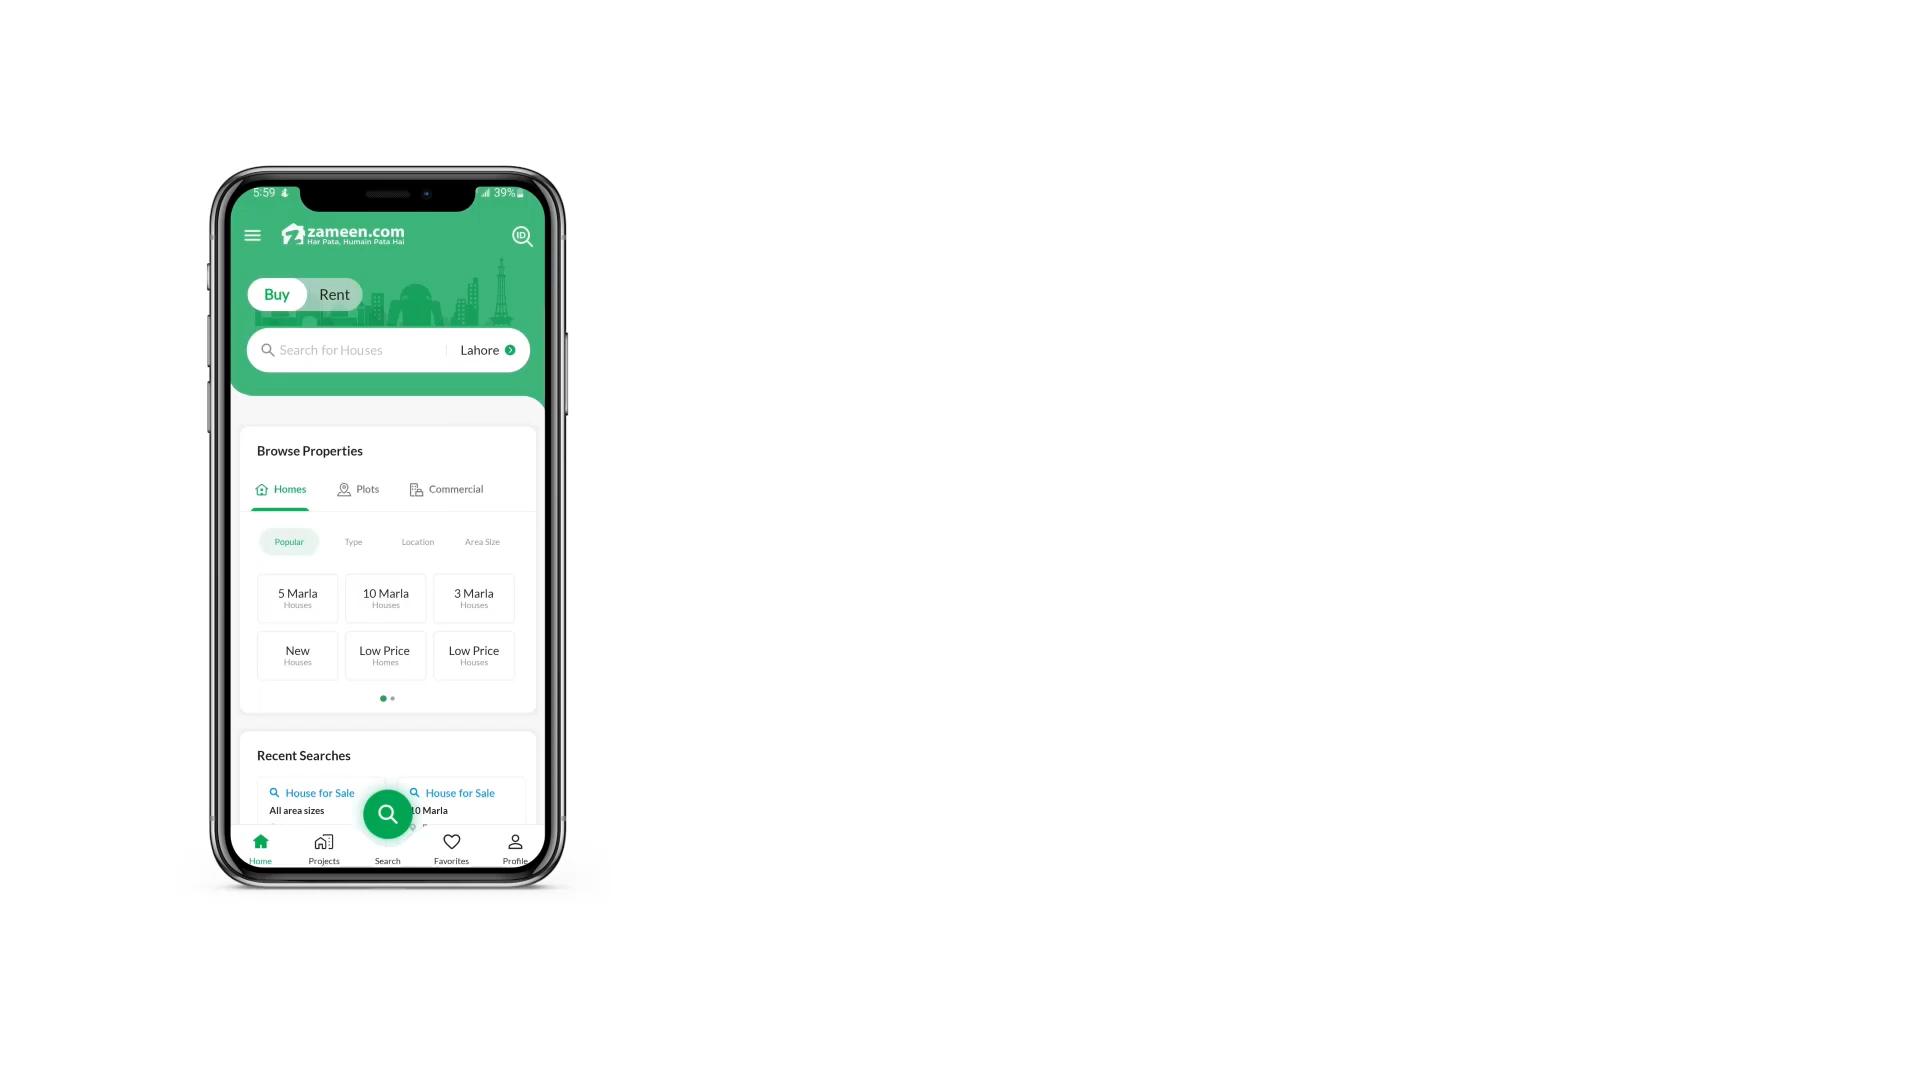 5:59
39%
zameen.com
Har Pata, Humain Pata Hai
ID
Buy
Rent
Search for Houses
Lahore
Browse Properties
Homes
Plots
Commercial
Popular
Type
Location
Area Size
5 Marla
Houses
10 Marla
Houses
3 Marla
Houses
New
Houses
Low Price
Homes
Low Price
Houses
Recent Searches
House for Sale
All area sizes
House for Sale
10 Marla
Home
Projects
Search
Favorites
Profile